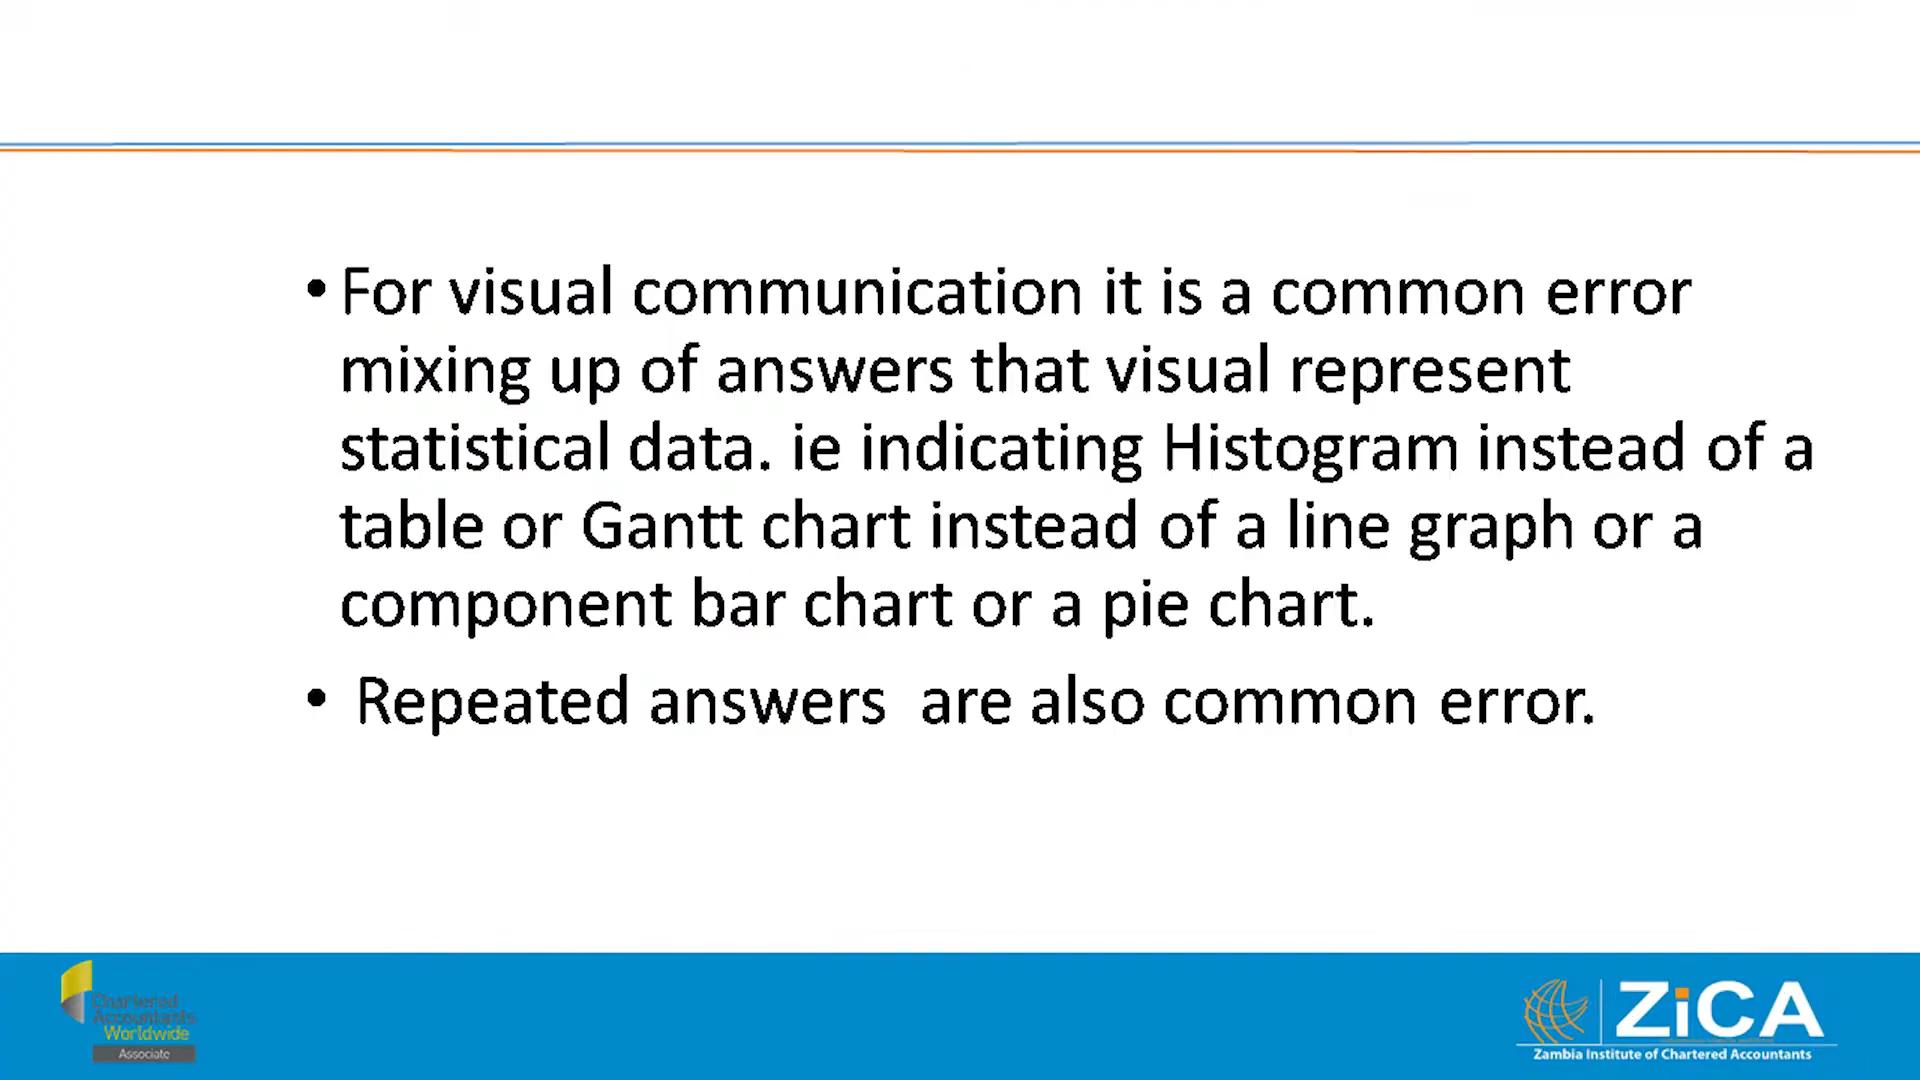 • For visual communication it is a common error
mixing up of answers that visual represent
statistical data. ie indicating Histogram instead of a
table or Gantt chart instead of a line graph or a
component bar chart or a pie chart.
• Repeated answers  are also common error.
Chartered
Accountants
Worldwide
Associate
ZiCA
Zambia Institute of Chartered Accountants